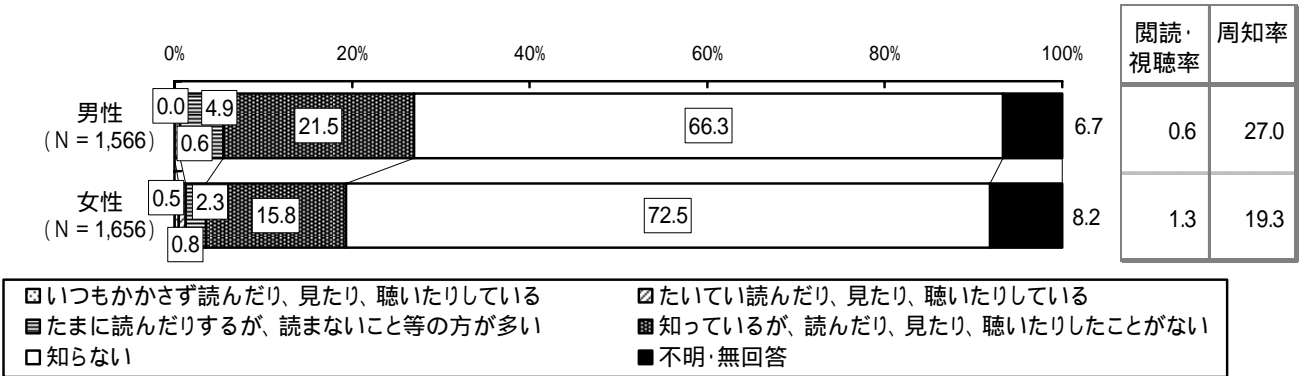 0% 20% 40% 60% 80% 100%
閲読・視聴率 周知率
男性
(N = 1,566)
0.0 0.6 4.9 21.5 66.3 6.7 0.6 27.0
女性
(N = 1,656)
0.5 0.8 2.3 15.8 72.5 8.2 1.3 19.3
いつもかかさず読んだり、見たり、聴いたりしている たいてい読んだり、見たり、聴いたりしている
たまに読んだりするが、読まないこと等の方が多い 知っているが、読んだり、見たり、聴いたりしたことがない
知らない 不明・無回答